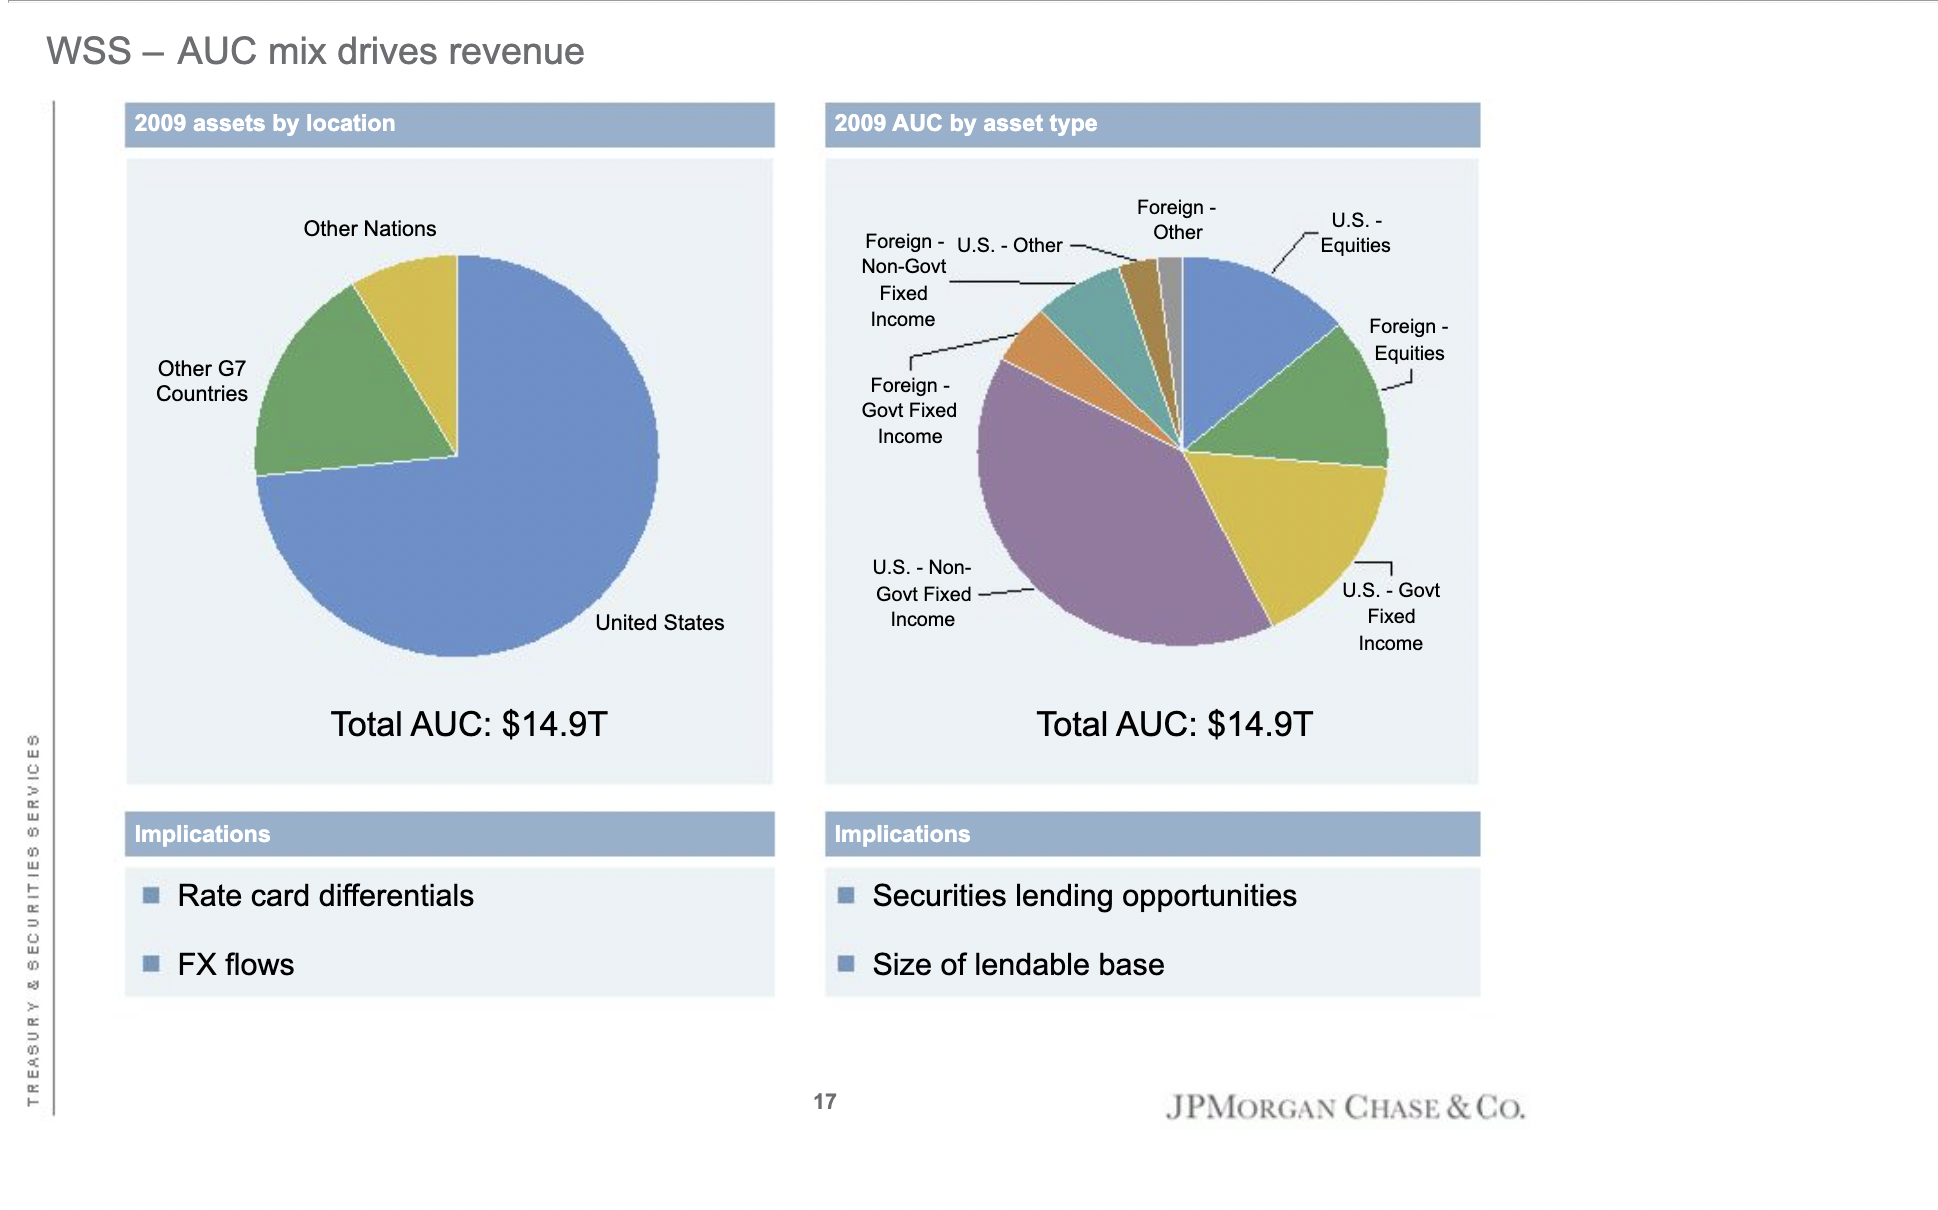 WSS – AUC mix drives revenue
2009 assets by location
Other Nations
Other G7
Countries
United States
Total AUC: $14.9T
2009 AUC by asset type
Foreign -
Other
U.S. -
Equities
Foreign -
Non-Govt
Fixed
Income
U.S. - Other
Foreign -
Equities
Foreign -
Govt Fixed
Income
U.S. - Non-
Govt Fixed
Income
U.S. - Govt
Fixed
Income
Total AUC: $14.9T
Implications
Rate card differentials
FX flows
Implications
Securities lending opportunities
Size of lendable base
TREASURY & SECURITIES SERVICES
17
JPMORGAN CHASE & CO.